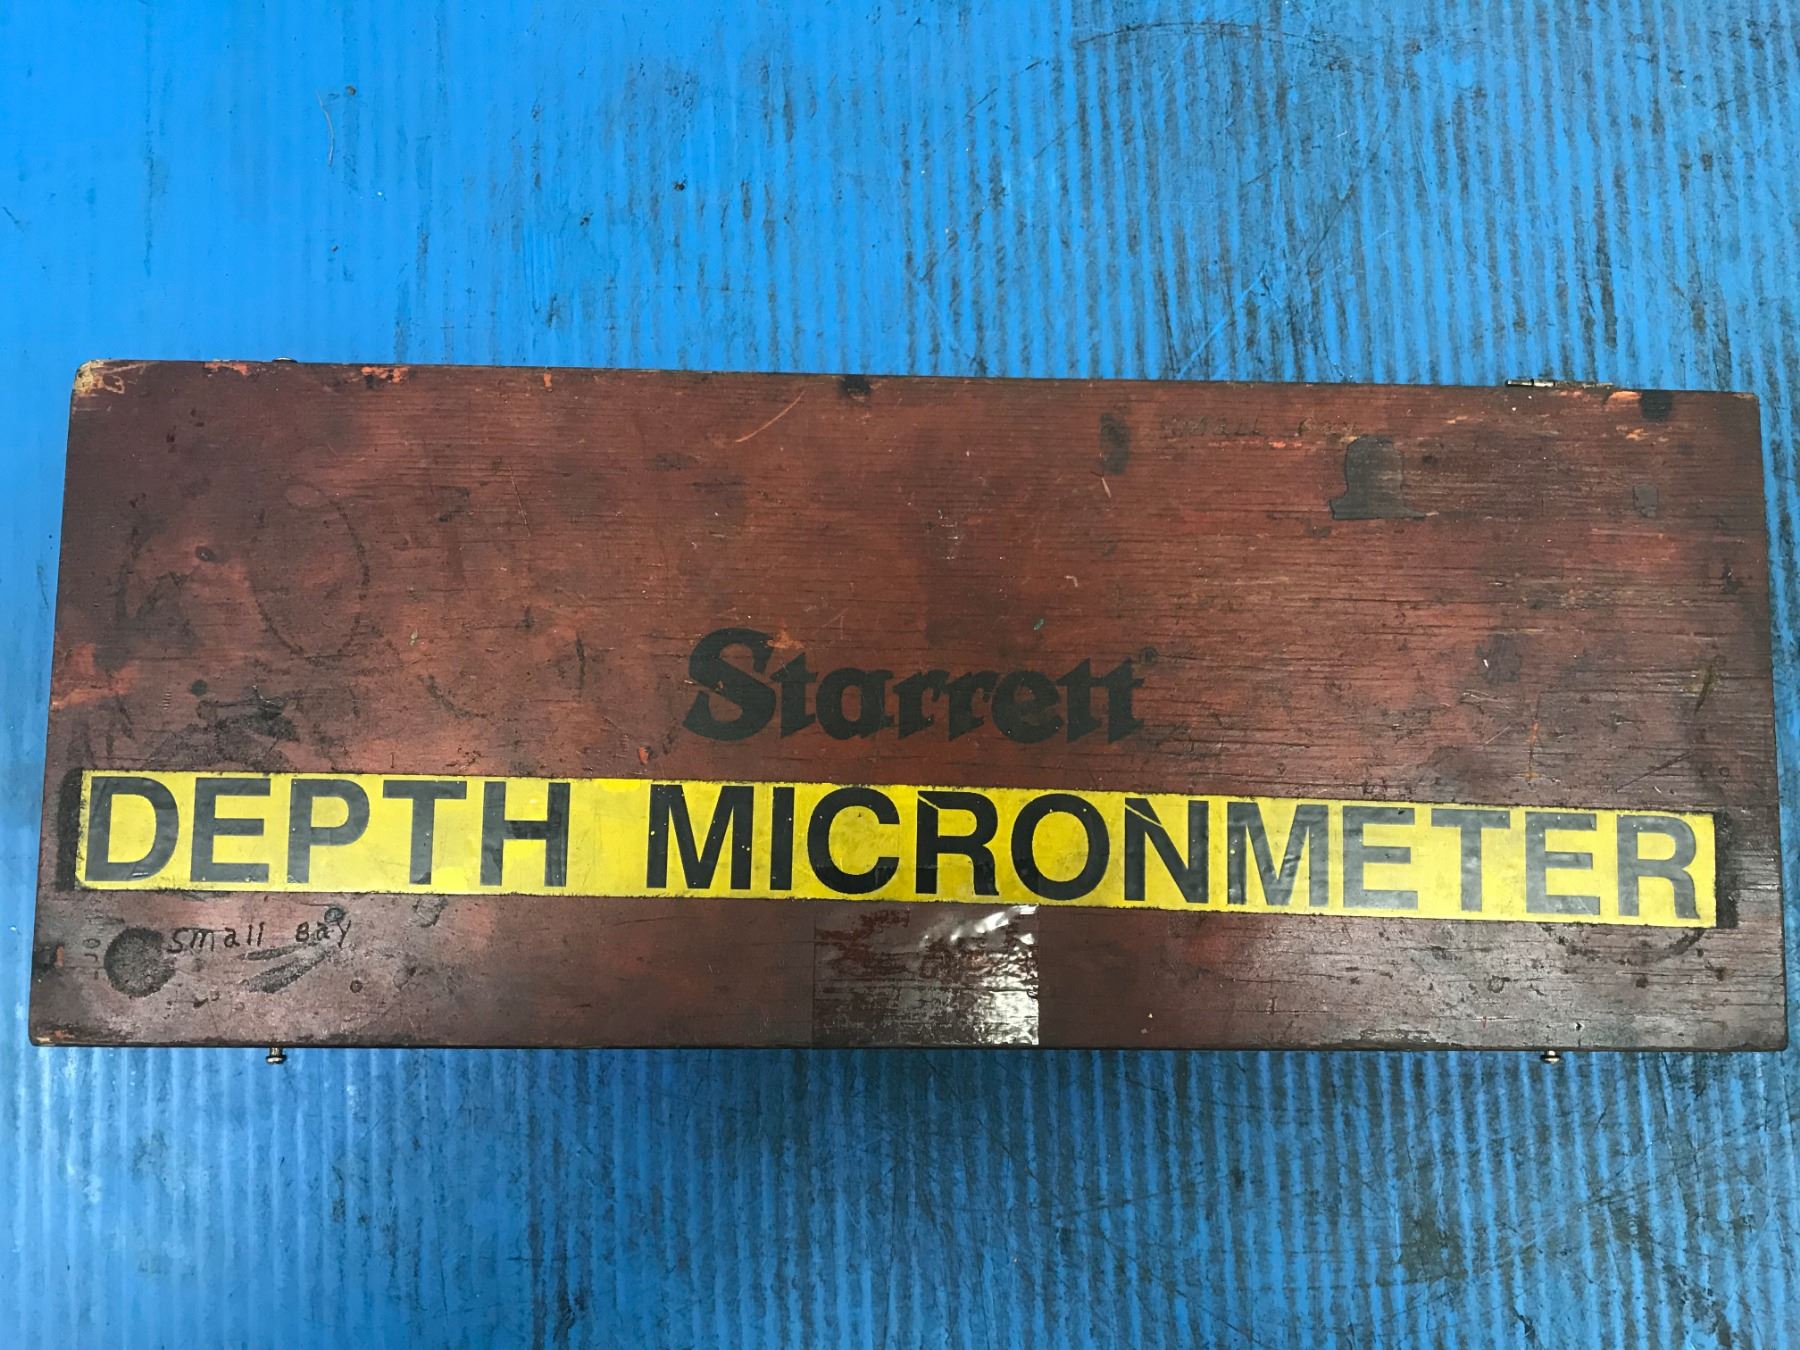 SMALL BAY
Starrett®
DEPTH MICRONMETER
small BAY